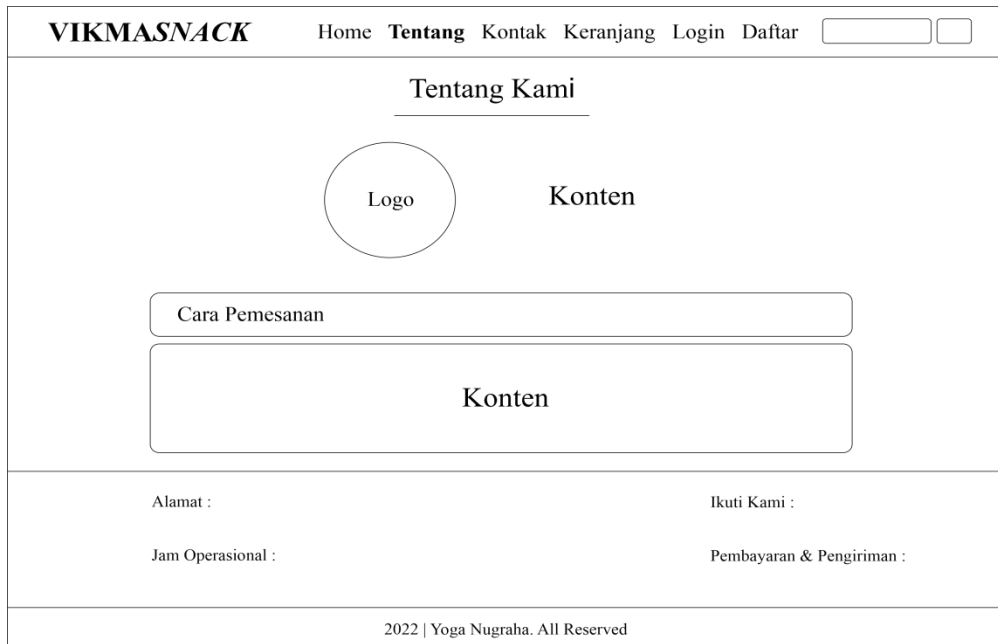 VIKMASNACK Home Tentang Kontak Keranjang Login Daftar
Tentang Kami
Logo
Konten
Cara Pemesanan
Konten
Alamat :
Ikuti Kami :
Jam Operasional :
Pembayaran & Pengiriman :
2022 | Yoga Nugraha. All Reserved